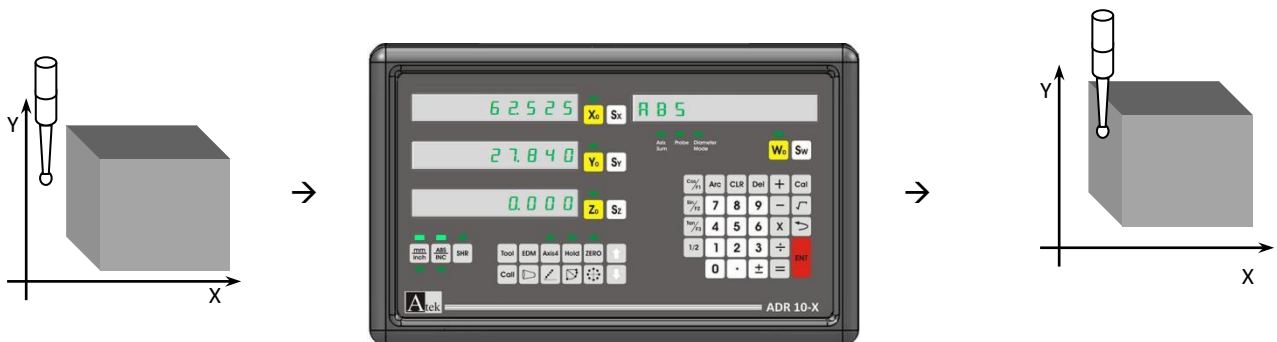 Y
X
→
62.525 X₀ Sx ABS
Axis Sum Probe Diameter Mode
W₀ Sw
27.840 Y₀ Sy
0.000 Z₀ Sz
Cos/F1 Arc CLR Del + Cal
Sin/F2 7 8 9 - √
Tan/F3 4 5 6 X
1/2 1 2 3 ÷ ENT
0 · ± =
mm inch ABS INC SHR
Tool EDM Axis4 Hold ZERO
Call
Atek ADR 10-X
→
Y
X